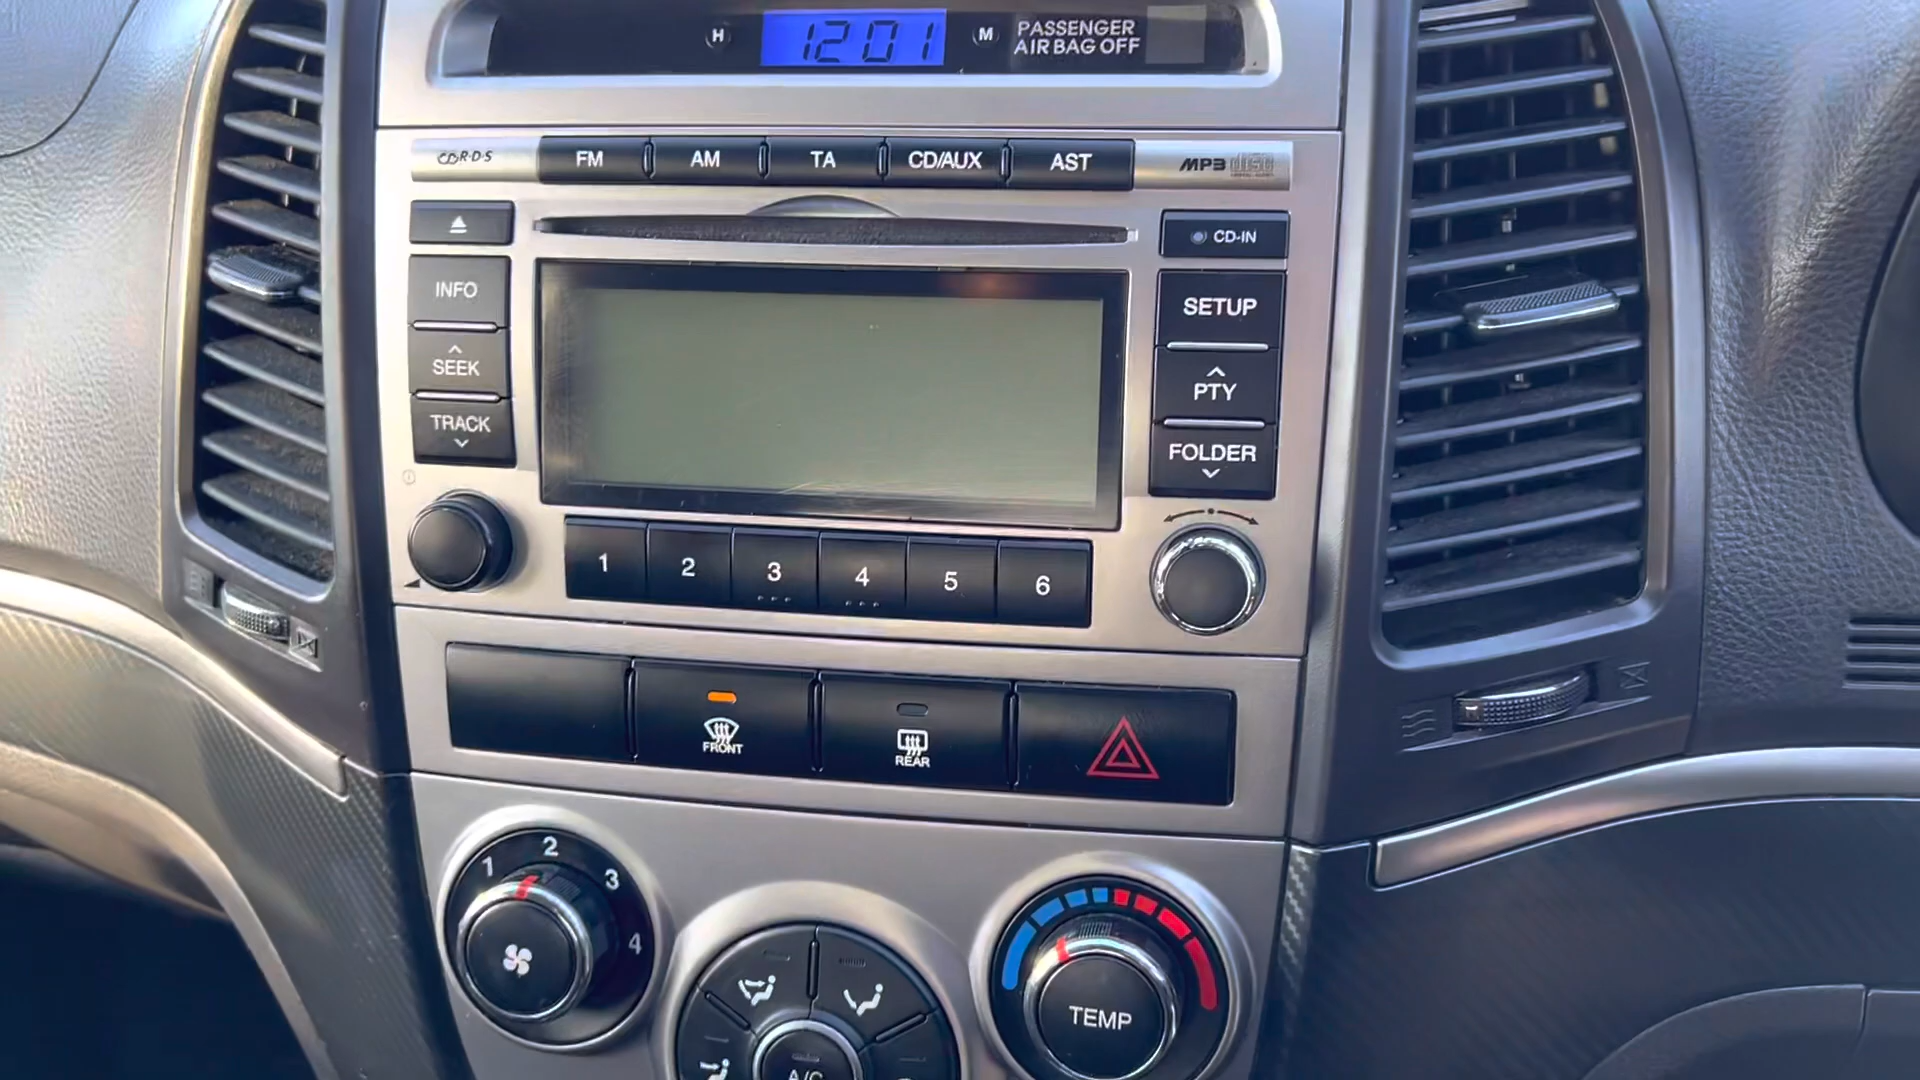 H 1201 M PASSENGER
AIR BAG OFF
R·D·S FM AM TA CD/AUX AST MP3 disc
CD-IN
INFO
SETUP
SEEK
PTY
TRACK
FOLDER
1 2 3 4 5 6
FRONT
REAR
1 2 3 4
TEMP
A/C